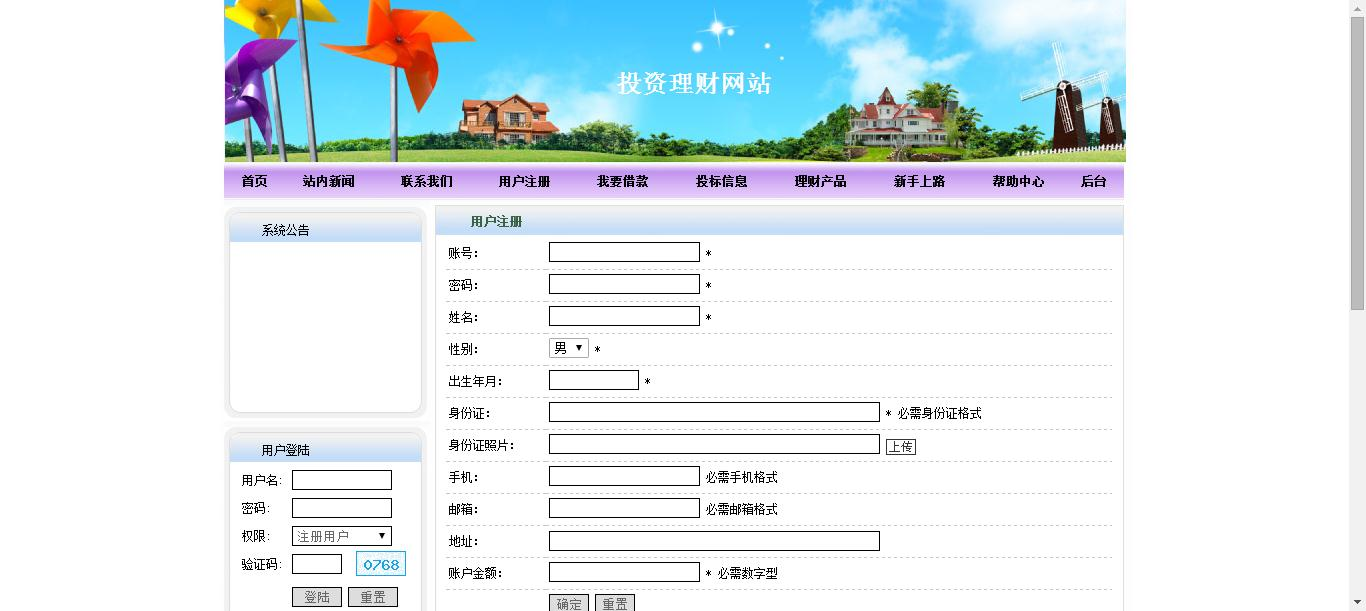 投资理财网站
首页 站内新闻 联系我们 用户注册 我要借款 投标信息 理财产品 新手上路 帮助中心 后台
系统公告
用户登陆
用户名:
密码:
权限: 注册用户
验证码: 0768
登陆 重置
用户注册
账号: *
密码: *
姓名: *
性别: 男 *
出生年月: *
身份证: * 必需身份证格式
身份证照片: 上传
手机: 必需手机格式
邮箱: 必需邮箱格式
地址:
账户金额: * 必需数字型
确定 重置